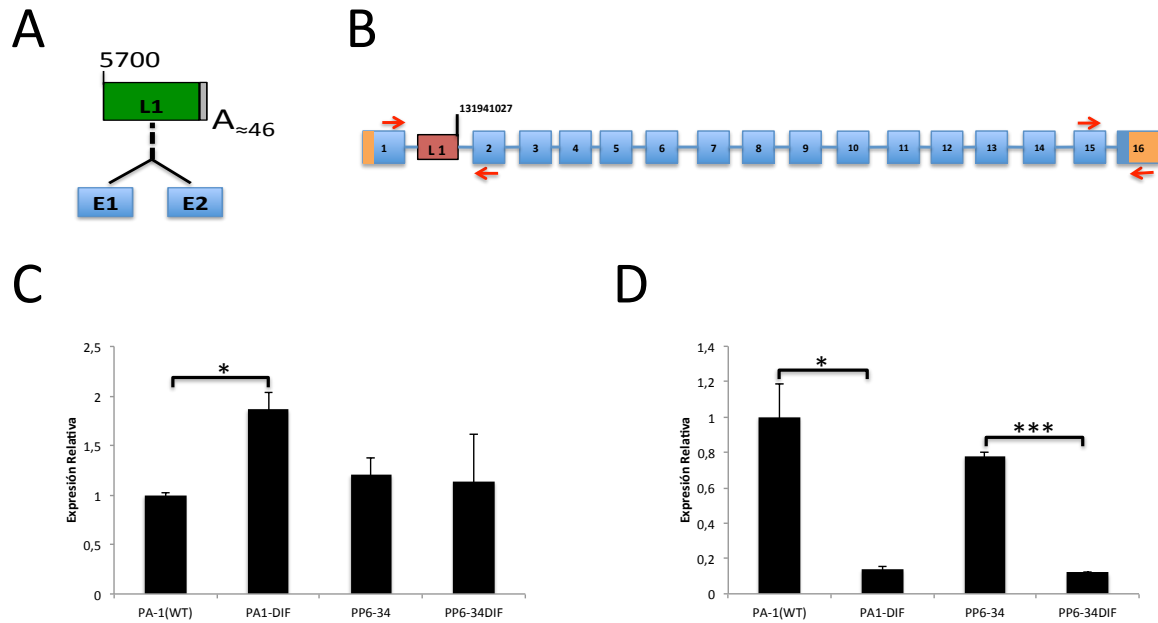 A
5700
L1
A≈46
E1 E2
B
131941027
1 L 1 2 3 4 5 6 7 8 9 10 11 12 13 14 15 16
C
Expresión Relativa
2,5
2
1,5
1
0,5
0
*
PA-1(WT) PA1-DIF PP6-34 PP6-34DIF
D
Expresión Relativa
1,4
1,2
1
0,8
0,6
0,4
0,2
0
*
***
PA-1(WT) PA1-DIF PP6-34 PP6-34DIF